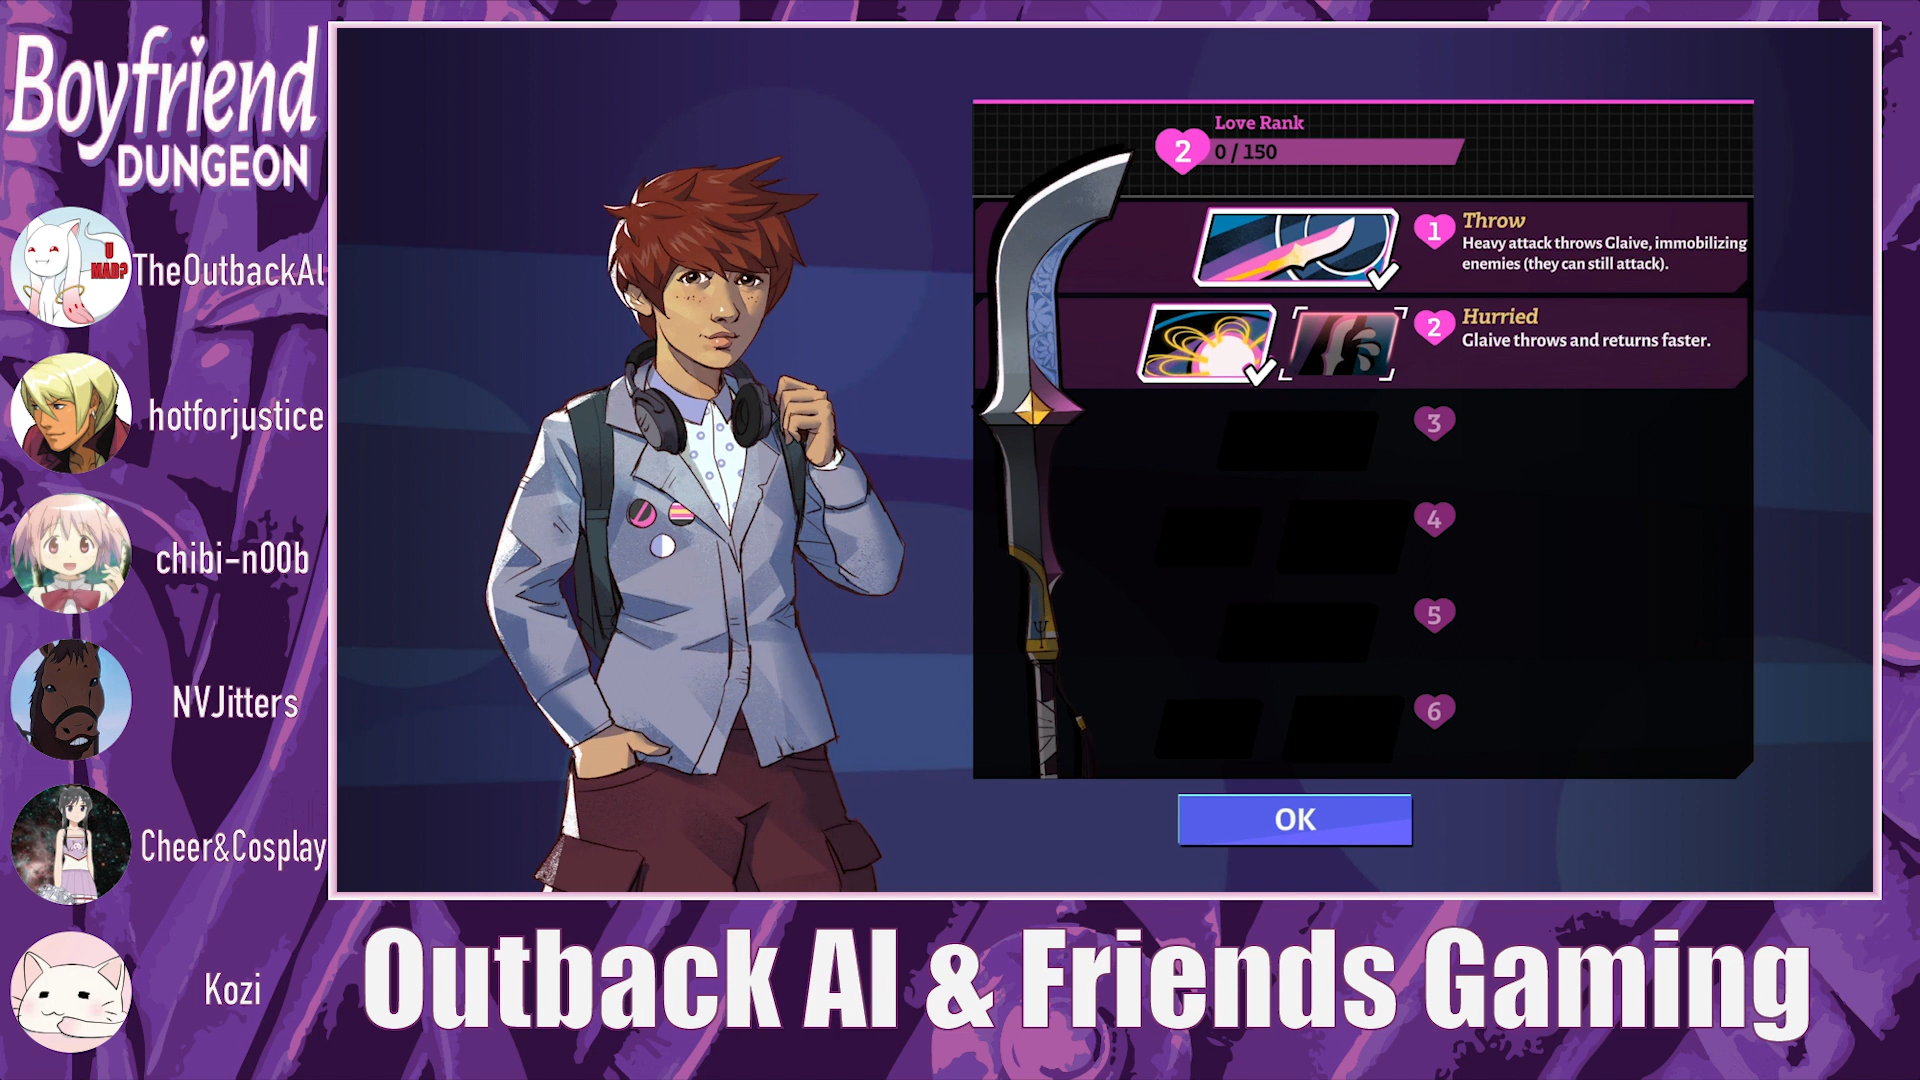 Boyfriend
DUNGEON
U
MAD?
TheOutbackAl
hotforjustice
chibi-n00b
NVJitters
Cheer&Cosplay
Kozi
Love Rank
2
0 / 150
1
Throw
Heavy attack throws Glaive, immobilizing
enemies (they can still attack).
2
Hurried
Glaive throws and returns faster.
3
4
5
6
OK
Outback Al & Friends Gaming